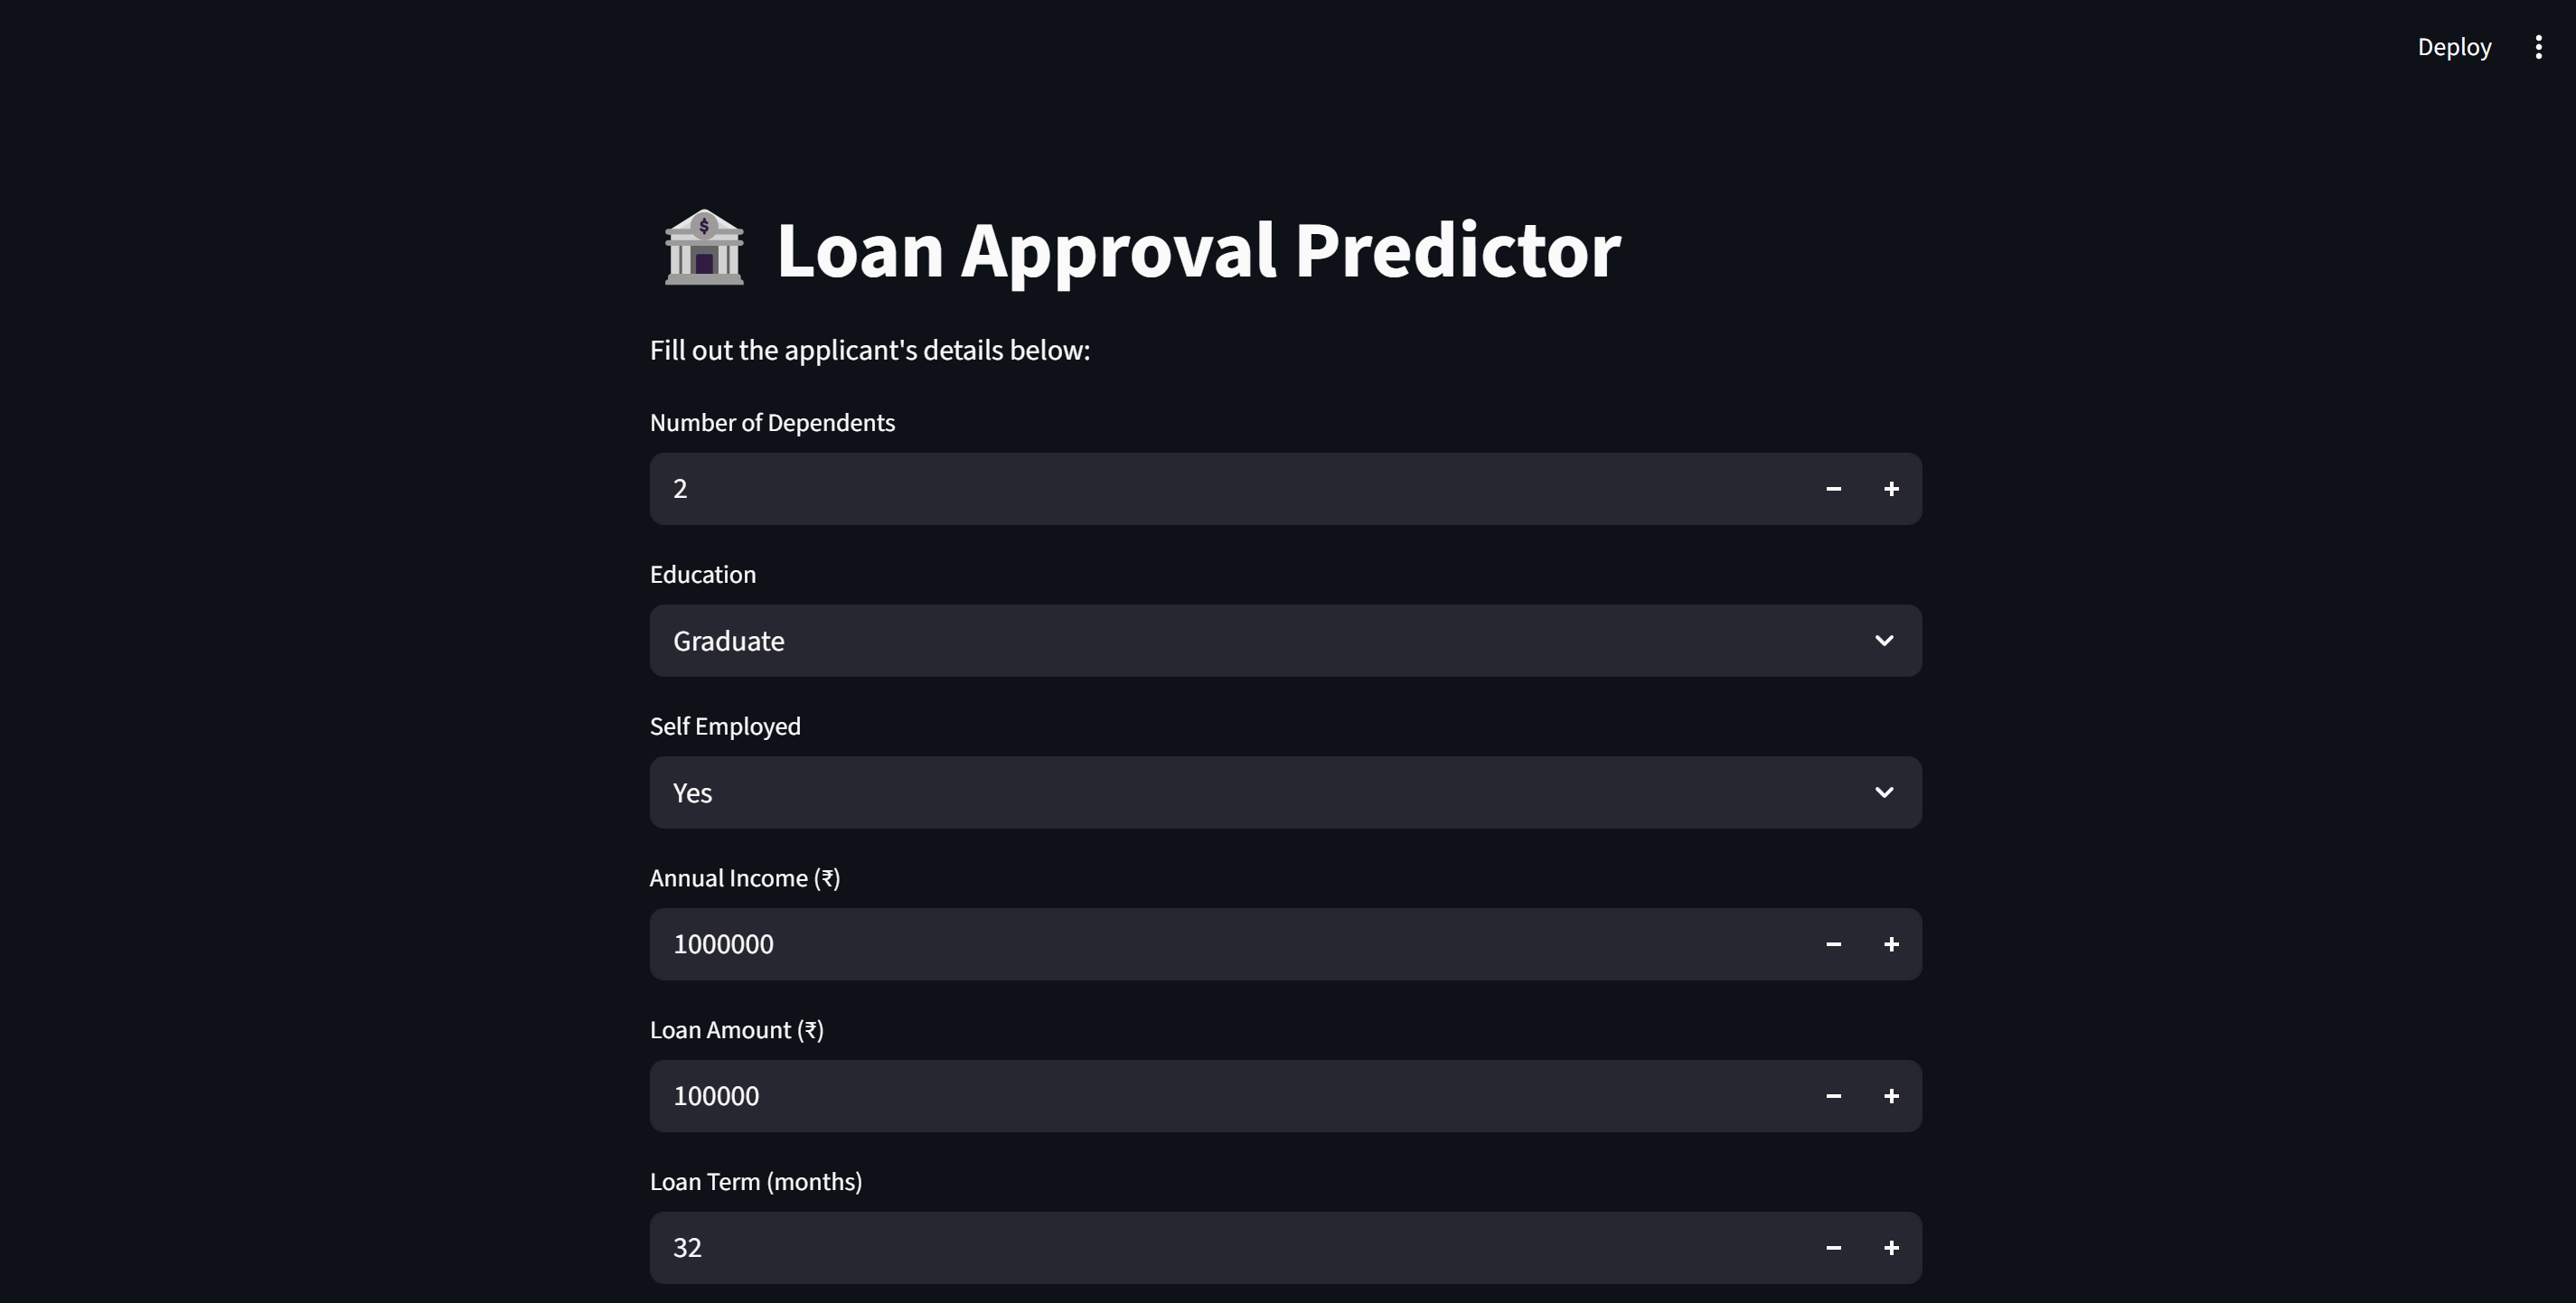 Deploy
Loan Approval Predictor
Fill out the applicant's details below:
Number of Dependents
2
Education
Graduate
Self Employed
Yes
Annual Income (₹)
1000000
Loan Amount (₹)
100000
Loan Term (months)
32